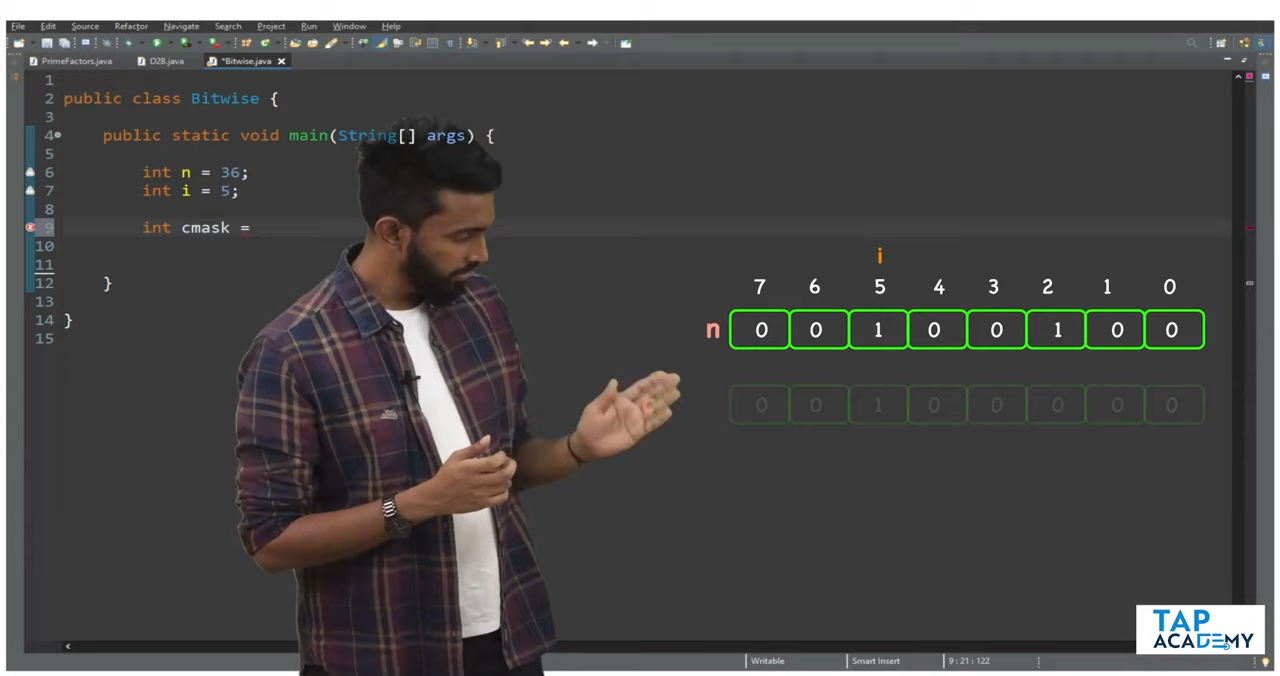 File Edit Source Refactor Navigate Search Project Run Window Help
PrimeFactors.java D2B.java *Bitwise.java
1
2 public class Bitwise {
3
4 public static void main(String[] args) {
5
6 int n = 36;
7 int i = 5;
8
9 int cmask =
10
11
12 }
13
14 }
15
i
7 6 5 4 3 2 1 0
n 0 0 1 0 0 1 0 0
0 0 1 0 0 0 0 0
TAP
ACADEMY
Writable Smart Insert 9 : 21 : 122